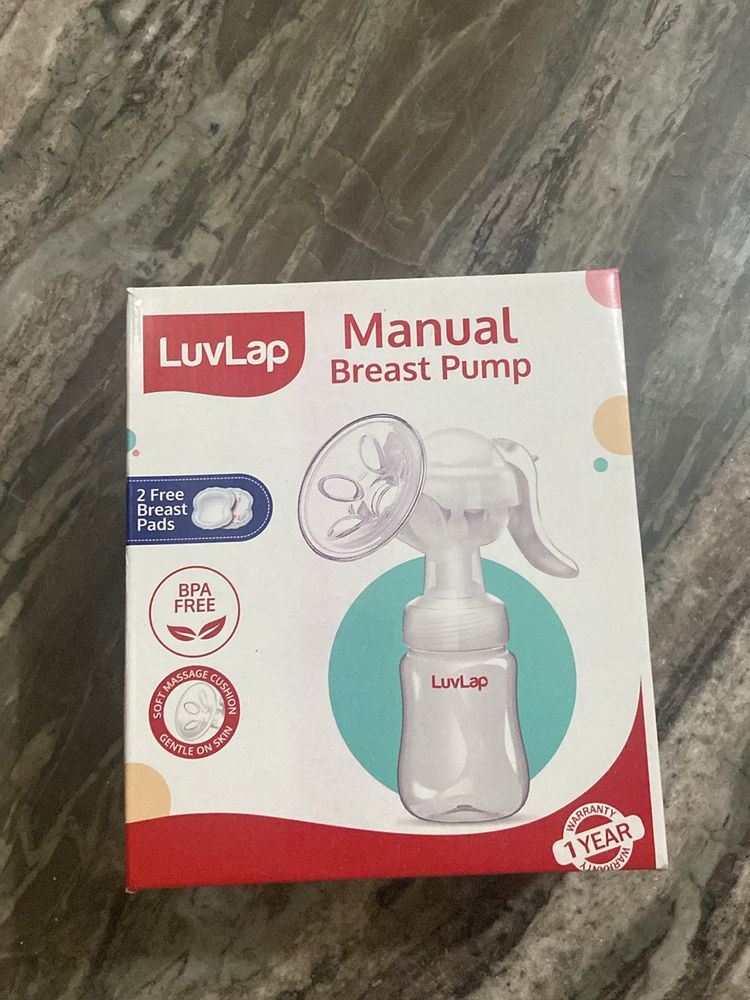 LuvLap
Manual
Breast Pump
2 Free
Breast
Pads
BPA
FREE
SOFT MASSAGE CUSHION
GENTLE ON SKIN
LuvLap
WARRANTY
1 YEAR
WARRANTY